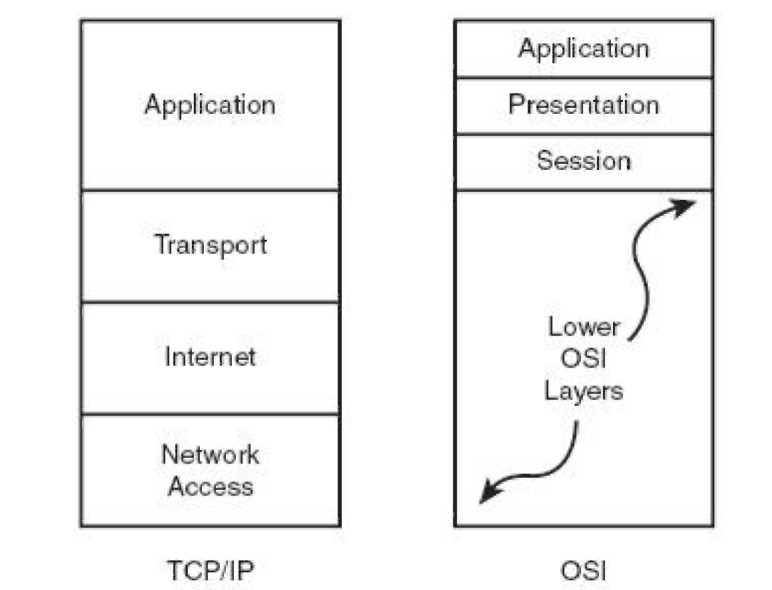 Application
Transport
Internet
Network
Access
TCP/IP
Application
Presentation
Session
Lower
OSI
Layers
OSI